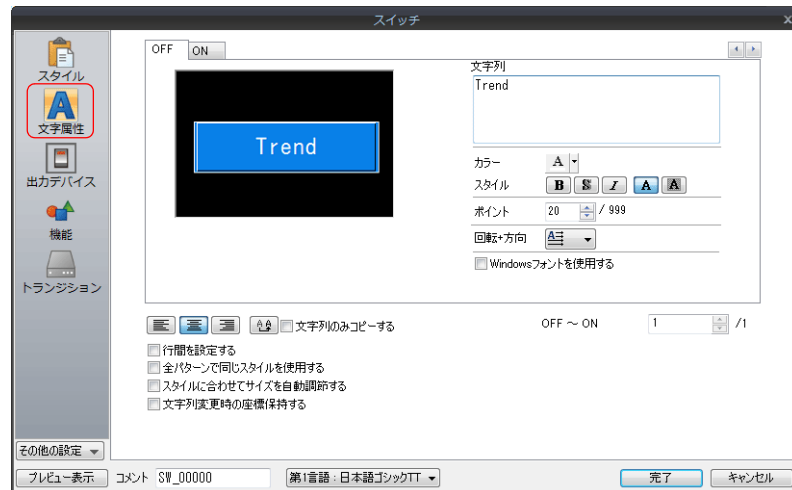 スイッチ
スタイル
文字属性
出力デバイス
機能
トランジション
その他の設定
OFF ON
Trend
文字列
Trend
カラー A
スタイル B S I A A
ポイント 20 / 999
回転+方向 A
Windowsフォントを使用する
文字列のみコピーする
OFF ～ ON 1 /1
行間を設定する
全パターンで同じスタイルを使用する
スタイルに合わせてサイズを自動調節する
文字列変更時の座標保持する
プレビュー表示 コメント SW_00000 第1言語:日本語ゴシックTT 完了 キャンセル